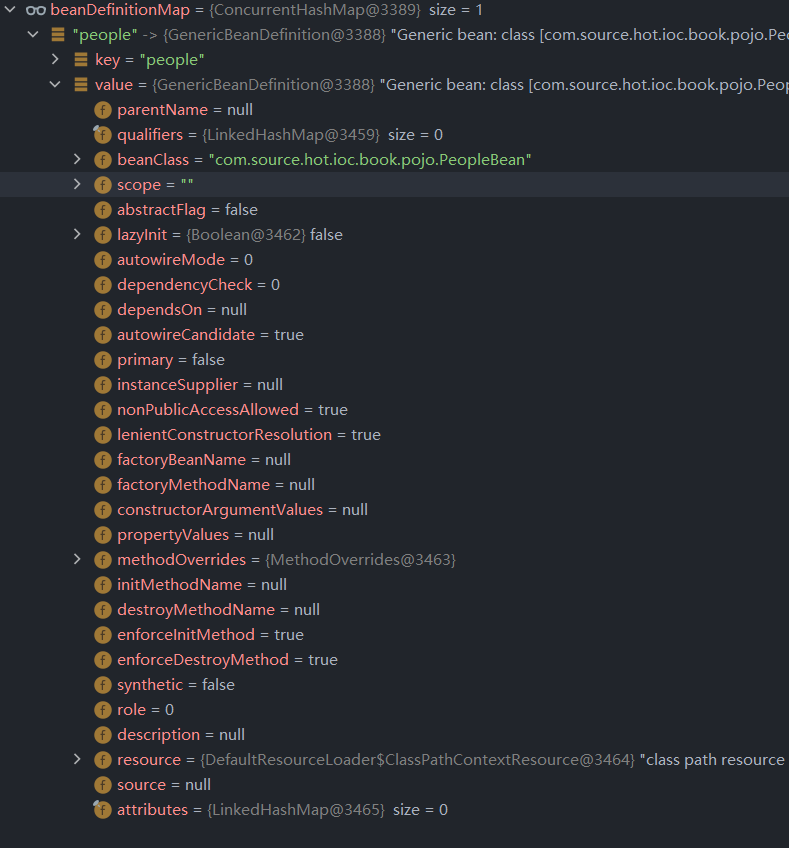 beanDefinitionMap = {ConcurrentHashMap@3389} size = 1
"people" -> {GenericBeanDefinition@3388} "Generic bean: class [com.source.hot.ioc.book.pojo.Pe
key = "people"
value = {GenericBeanDefinition@3388} "Generic bean: class [com.source.hot.ioc.book.pojo.Peop
parentName = null
qualifiers = {LinkedHashMap@3459} size = 0
beanClass = "com.source.hot.ioc.book.pojo.PeopleBean"
scope = ""
abstractFlag = false
lazyInit = {Boolean@3462} false
autowireMode = 0
dependencyCheck = 0
dependsOn = null
autowireCandidate = true
primary = false
instanceSupplier = null
nonPublicAccessAllowed = true
lenientConstructorResolution = true
factoryBeanName = null
factoryMethodName = null
constructorArgumentValues = null
propertyValues = null
methodOverrides = {MethodOverrides@3463}
initMethodName = null
destroyMethodName = null
enforceInitMethod = true
enforceDestroyMethod = true
synthetic = false
role = 0
description = null
resource = {DefaultResourceLoader$ClassPathContextResource@3464} "class path resource
source = null
attributes = {LinkedHashMap@3465} size = 0